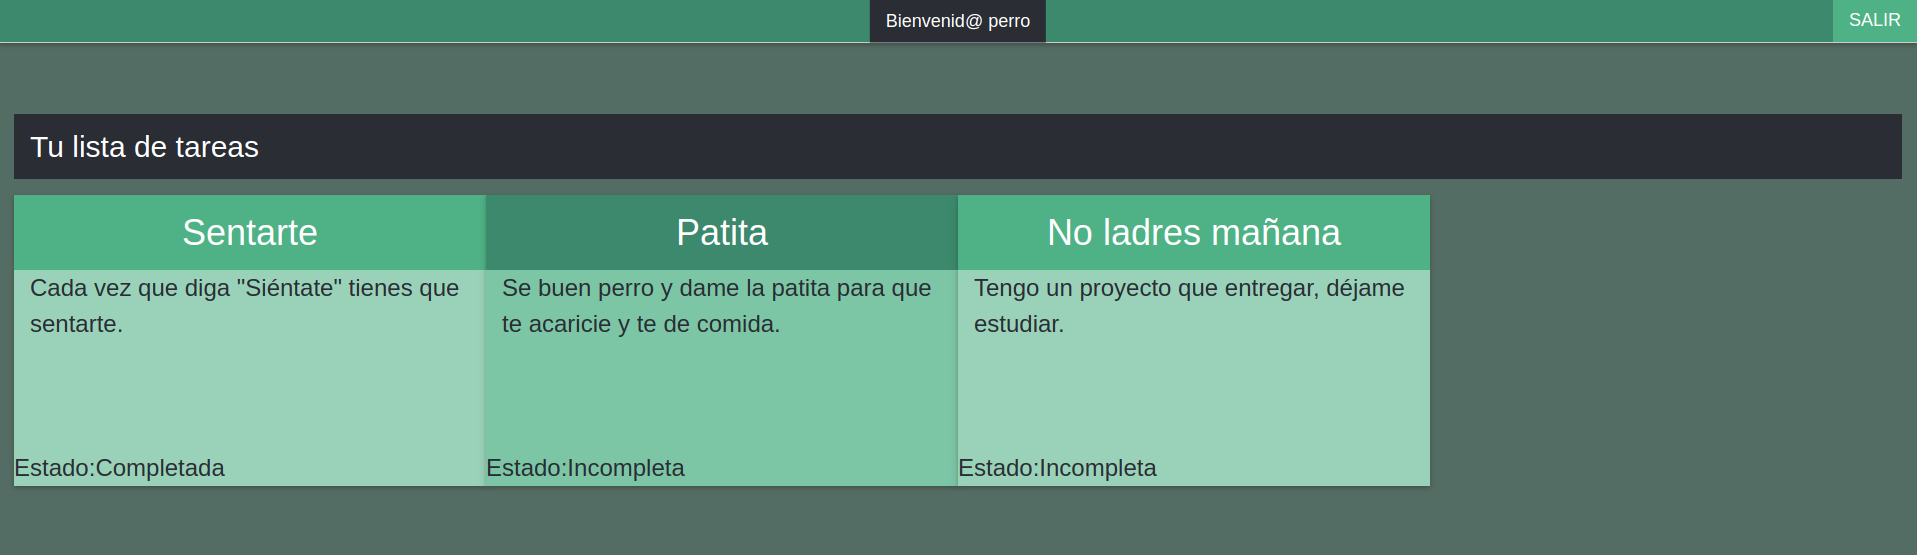 Bienvenid@ perro
SALIR
Tu lista de tareas
Sentarte
Cada vez que diga "Siéntate" tienes que
sentarte.
Estado:Completada
Patita
Se buen perro y dame la patita para que
te acaricie y te de comida.
Estado:Incompleta
No ladres mañana
Tengo un proyecto que entregar, déjame
estudiar.
Estado:Incompleta